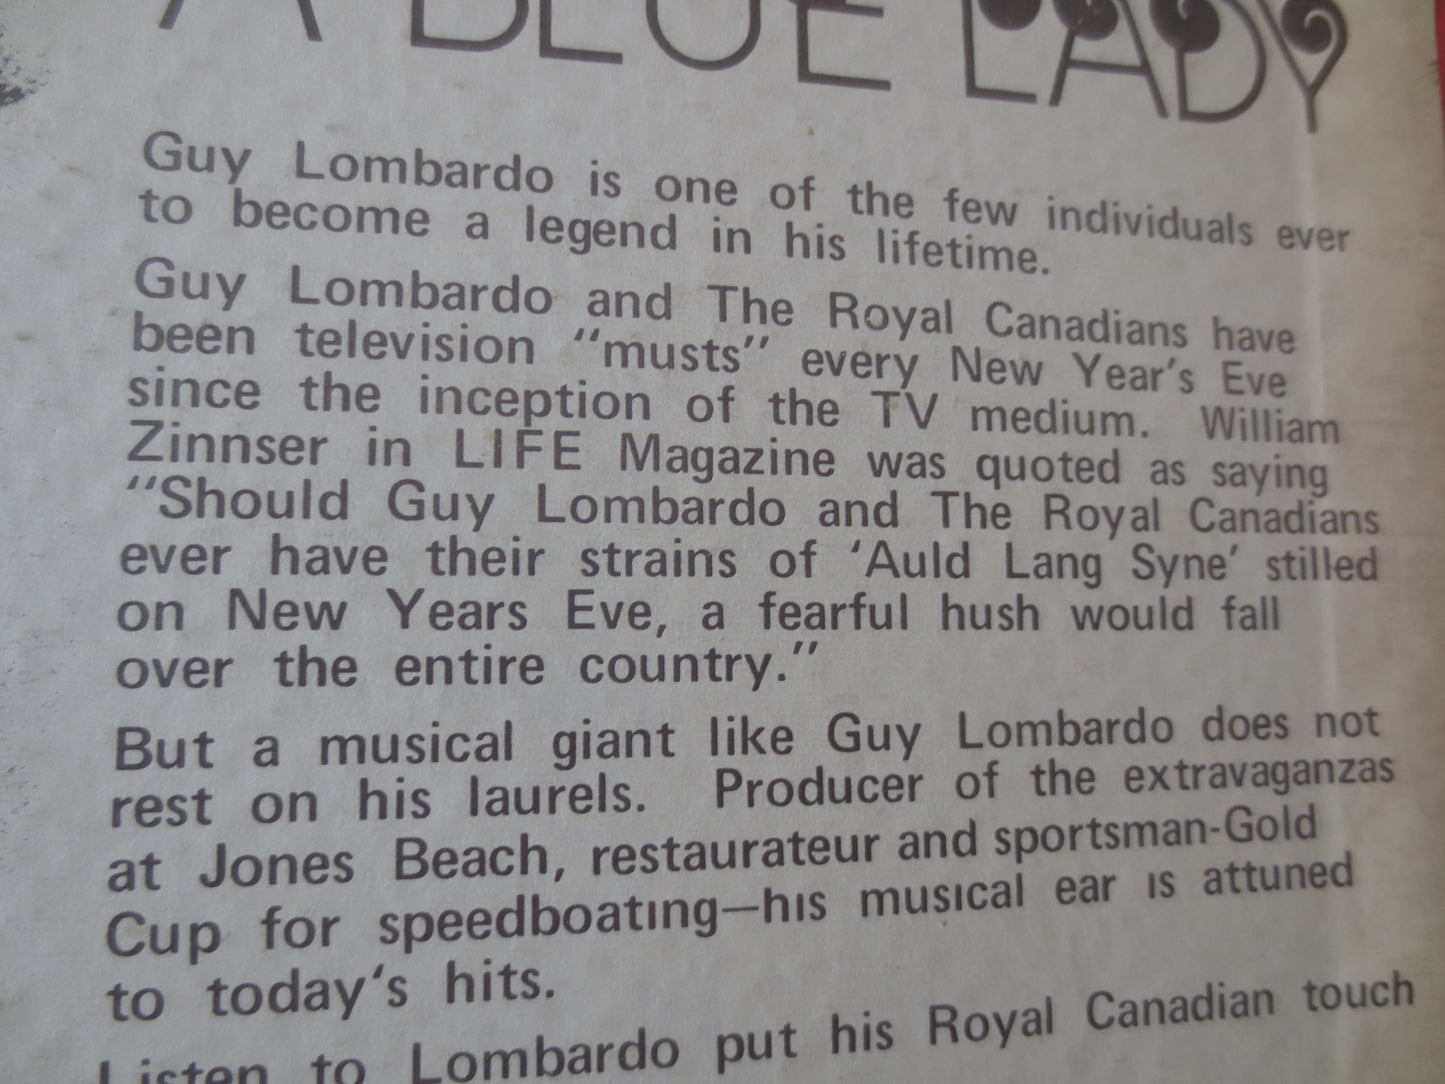 A BLUE LADY
Guy Lombardo is one of the few individuals ever
to become a legend in his lifetime.
Guy Lombardo and The Royal Canadians have
been television "musts" every New Year's Eve
since the inception of the TV medium. William
Zinnser in LIFE Magazine was quoted as saying
"Should Guy Lombardo and The Royal Canadians
ever have their strains of 'Auld Lang Syne' stilled
on New Years Eve, a fearful hush would fall
over the entire country."
But a musical giant like Guy Lombardo does not
rest on his laurels. Producer of the extravaganzas
at Jones Beach, restaurateur and sportsman-Gold
Cup for speedboating—his musical ear is attuned
to today's hits.
Listen to Lombardo put his Royal Canadian touch